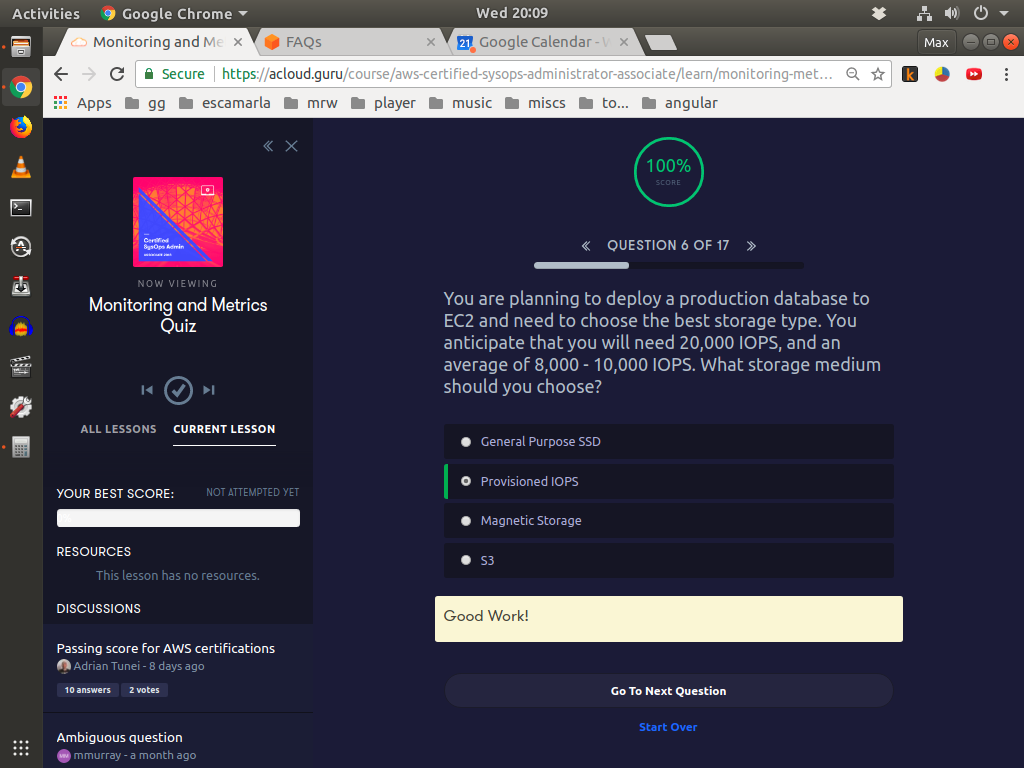 Activities
Google Chrome
Wed 20:09
Monitoring and Me
FAQs
Google Calendar - W
Max
Secure
https://acloud.guru/course/aws-certified-sysops-administrator-associate/learn/monitoring-met...
Apps
gg
escamarla
mrw
player
music
miscs
to...
angular
Certified
SysOps Admin
NOW VIEWING
Monitoring and Metrics
Quiz
ALL LESSONS
CURRENT LESSON
YOUR BEST SCORE:
NOT ATTEMPTED YET
RESOURCES
This lesson has no resources.
DISCUSSIONS
Passing score for AWS certifications
Adrian Tunei - 8 days ago
10 answers
2 votes
Ambiguous question
mmurray - a month ago
100%
SCORE
QUESTION 6 OF 17
You are planning to deploy a production database to
EC2 and need to choose the best storage type. You
anticipate that you will need 20,000 IOPS, and an
average of 8,000 - 10,000 IOPS. What storage medium
should you choose?
General Purpose SSD
Provisioned IOPS
Magnetic Storage
S3
Good Work!
Go To Next Question
Start Over